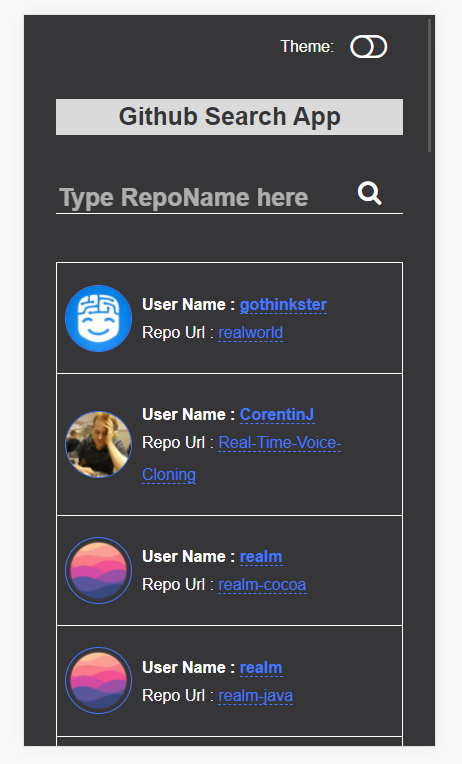 Theme:
Github Search App
Type RepoName here
User Name : gothinkster
Repo Url : realworld
User Name : CorentinJ
Repo Url : Real-Time-Voice-
Cloning
User Name : realm
Repo Url : realm-cocoa
User Name : realm
Repo Url : realm-java